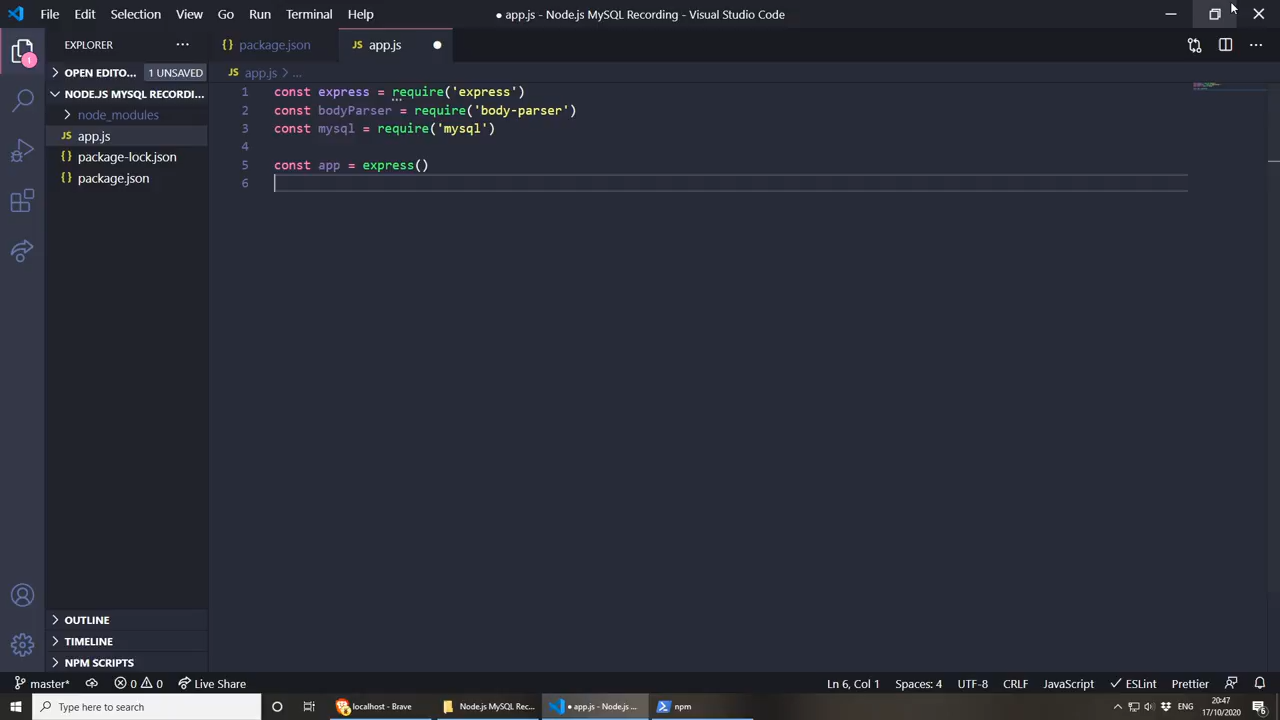 File Edit Selection View Go Run Terminal Help
● app.js - Node.js MySQL Recording - Visual Studio Code
EXPLORER
package.json
JS app.js
OPEN EDITO... 1 UNSAVED
JS app.js > ...
NODE.JS MYSQL RECORDI...
node_modules
JS app.js
{} package-lock.json
{} package.json
1 const express = require('express')
2 const bodyParser = require('body-parser')
3 const mysql = require('mysql')
4
5 const app = express()
6
1
OUTLINE
TIMELINE
NPM SCRIPTS
master* 0 0 Live Share
Ln 6, Col 1 Spaces: 4 UTF-8 CRLF JavaScript ESLint Prettier
Type here to search
localhost - Brave
Node.js MySQL Rec...
● app.js - Node.js ...
npm
ENG
20:47
17/10/2020
6